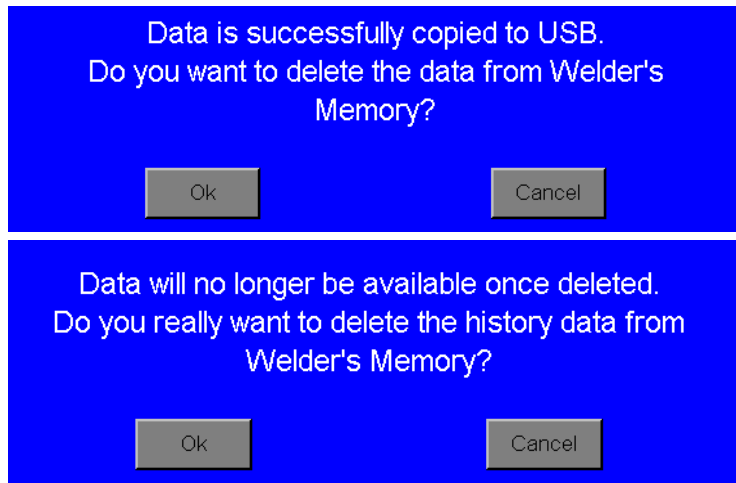 Data is successfully copied to USB.
Do you want to delete the data from Welder's
Memory?
Ok
Cancel
Data will no longer be available once deleted.
Do you really want to delete the history data from
Welder's Memory?
Ok
Cancel